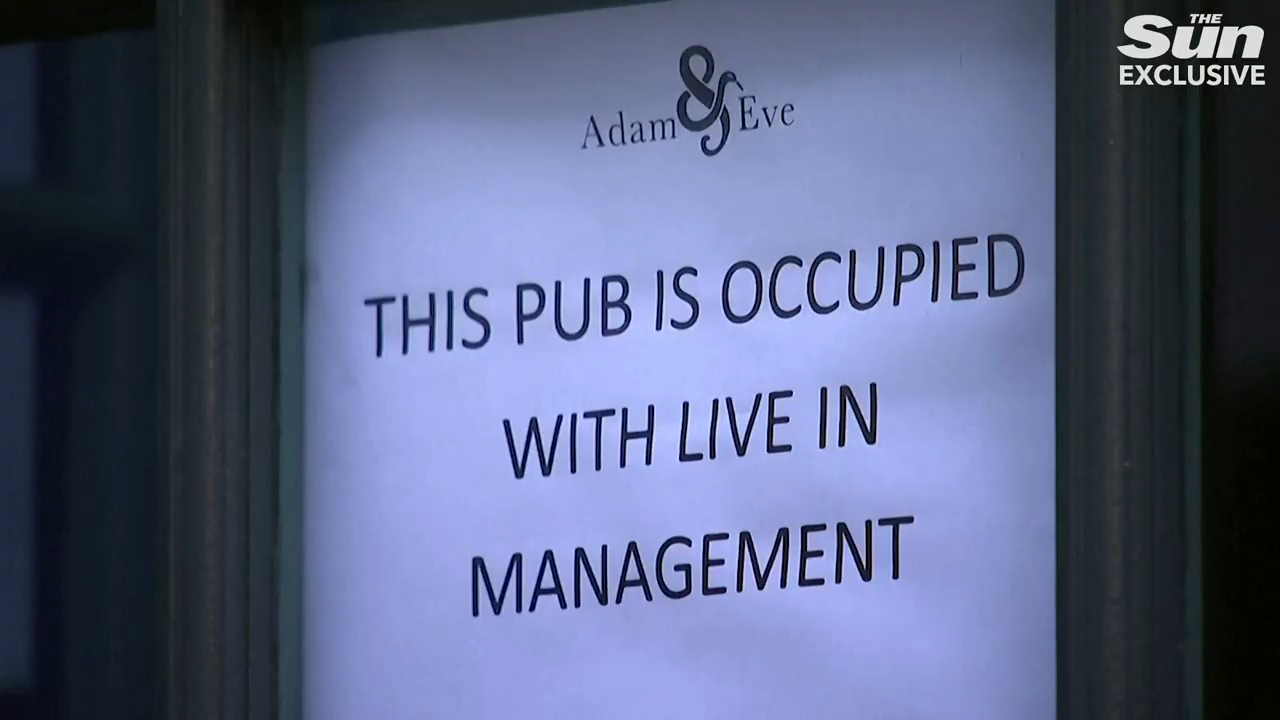 THE
Sun
EXCLUSIVE
Adam & Eve
THIS PUB IS OCCUPIED
WITH LIVE IN
MANAGEMENT